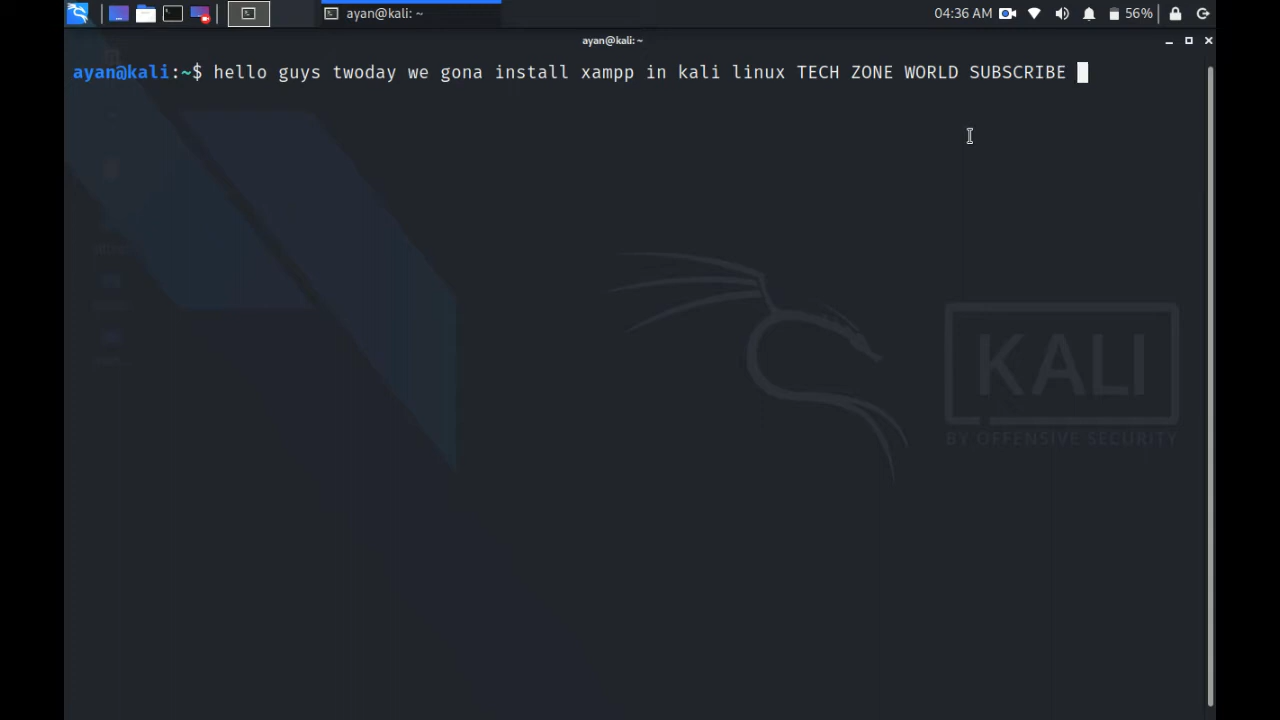 ayan@kali: ~
04:36 AM
56%
ayan@kali: ~
ayan@kali:~$ hello guys twoday we gona install xampp in kali linux TECH ZONE WORLD SUBSCRIBE
KALI
BY OFFENSIVE SECURITY